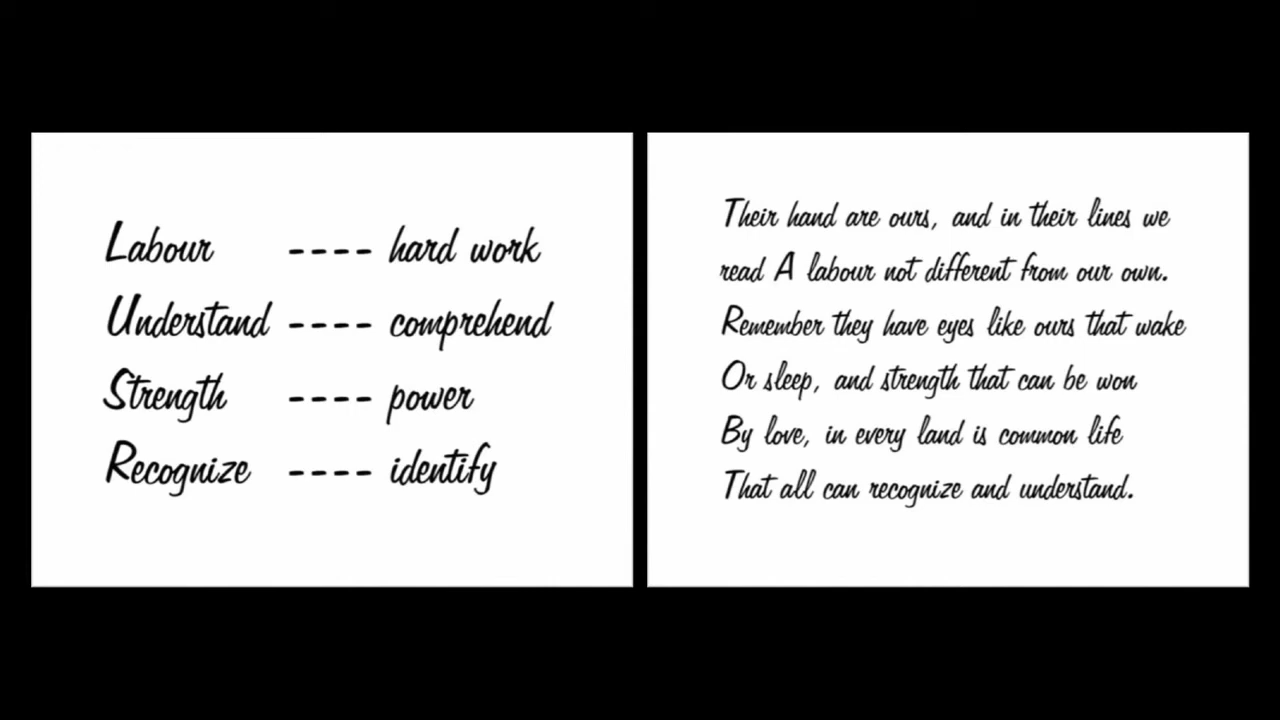 Labour ---- hard work
Understand ---- comprehend
Strength ---- power
Recognize ---- identify
Their hand are ours, and in their lines we
read A labour not different from our own.
Remember they have eyes like ours that wake
Or sleep, and strength that can be won
By love, in every land is common life
That all can recognize and understand.